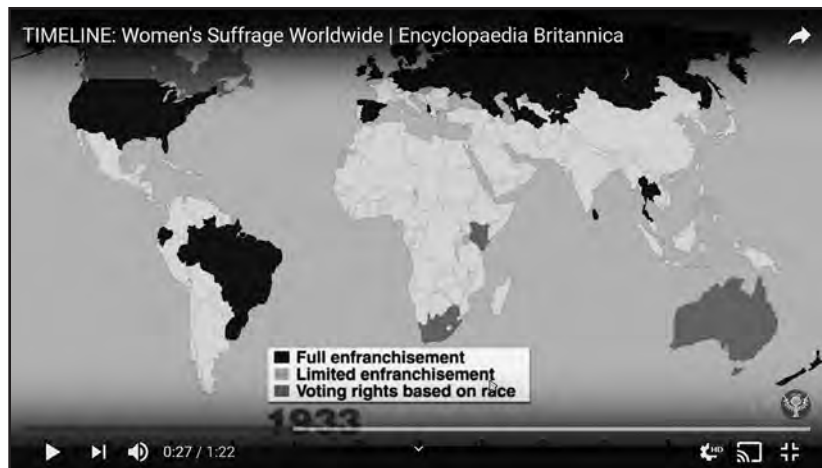 TIMELINE: Women's Suffrage Worldwide | Encyclopaedia Britannica
Full enfranchisement
Limited enfranchisement
Voting rights based on race
1933
0:27 / 1:22
HD